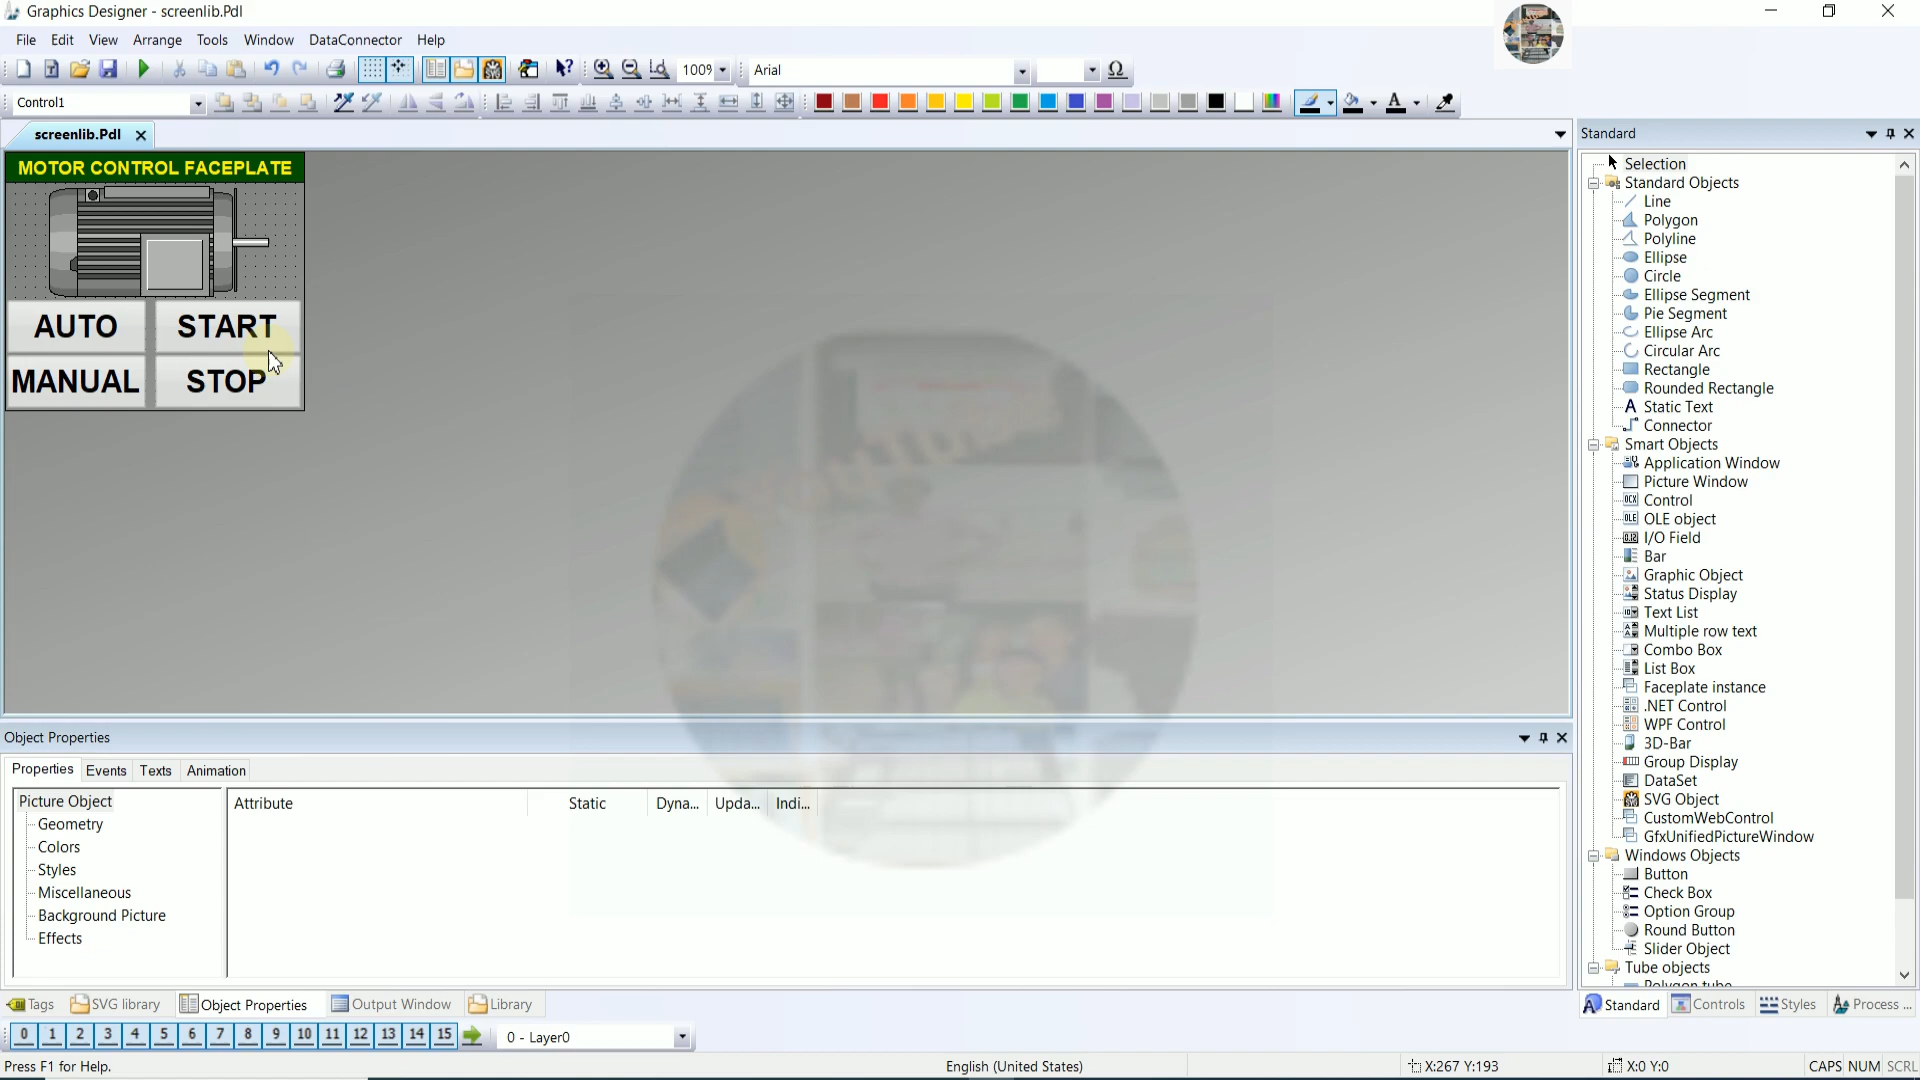 Graphics Designer - screenlib.Pdl
File Edit View Arrange Tools Window DataConnector Help
100% Arial Ω
Control1 A
screenlib.Pdl
Standard
MOTOR CONTROL FACEPLATE
AUTO START
MANUAL STOP
Selection
Standard Objects
Line
Polygon
Polyline
Ellipse
Circle
Ellipse Segment
Pie Segment
Ellipse Arc
Circular Arc
Rectangle
Rounded Rectangle
A Static Text
Connector
Smart Objects
Application Window
Picture Window
OCX Control
OLE OLE object
0.12 I/O Field
Bar
Graphic Object
Status Display
Text List
Multiple row text
Combo Box
List Box
Faceplate instance
.NET Control
WPF Control
3D-Bar
Group Display
DataSet
SVG Object
CustomWebControl
GfxUnifiedPictureWindow
Windows Objects
Button
Check Box
Option Group
Round Button
Slider Object
Tube objects
Polygon tube
Object Properties
Properties Events Texts Animation
Picture Object
Geometry
Colors
Styles
Miscellaneous
Background Picture
Effects
Attribute Static Dyna... Upda... Indi...
Tags SVG library Object Properties Output Window Library
Standard Controls Styles Process ...
0 1 2 3 4 5 6 7 8 9 10 11 12 13 14 15 0 - Layer0
Press F1 for Help. English (United States) X:267 Y:193 X:0 Y:0 CAPS NUM SCRL